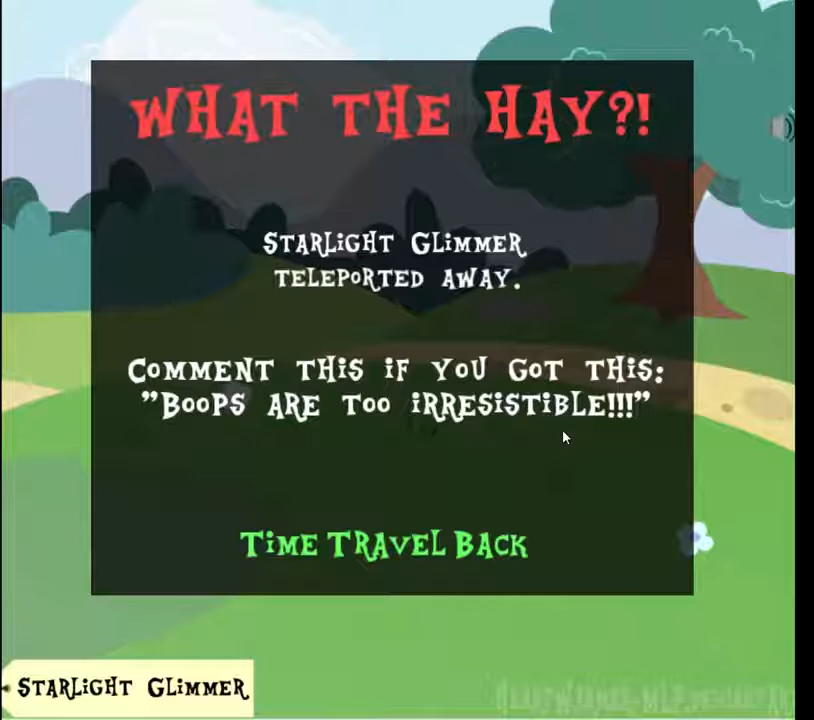 WHAT THE HAY?!
STARLiGHT GLiMMER
TELEPORTED AWAY.
COMMENT THiS iF YOU GOT THiS:
"BOOPS ARE TOO iRRESiSTiBLE!!!"
TiME TRAVEL BACK
STARLiGHT GLiMMER